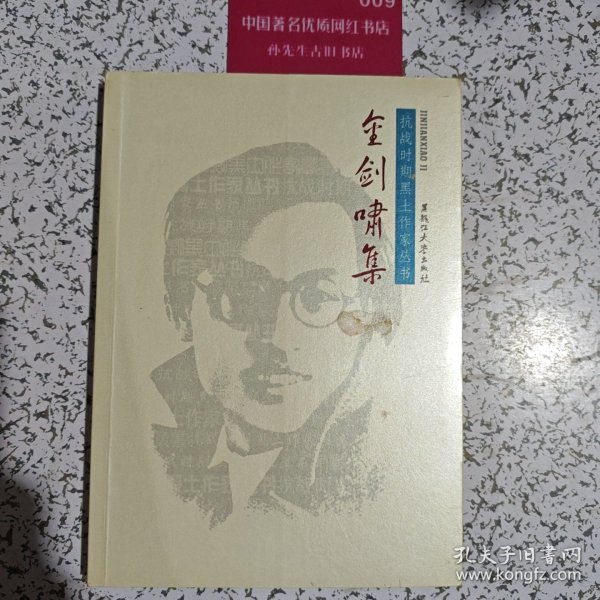 009
中国著名优质网红书店
孙先生古旧书店
金剑啸集
抗战时期黑土作家丛书
JINJIANXIAO JI
黑龙江大学出版社
孔夫子旧书网
www.kongfz.com